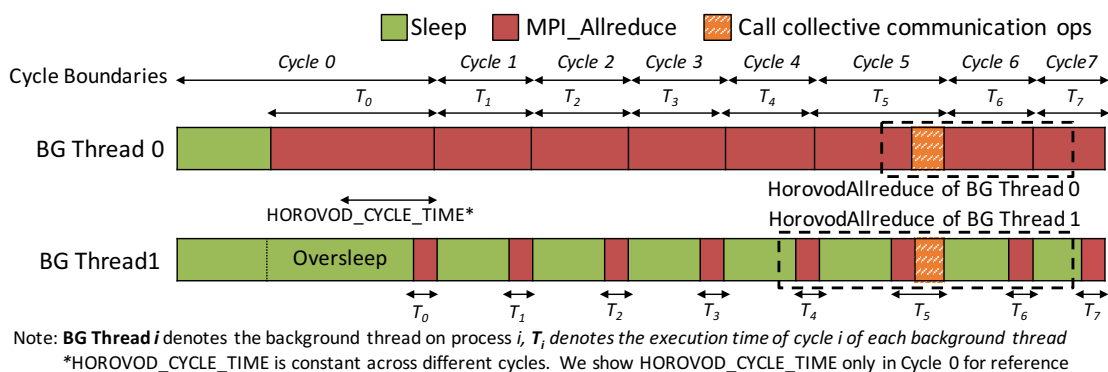 Sleep MPI_Allreduce Call collective communication ops
Cycle Boundaries Cycle 0 Cycle 1 Cycle 2 Cycle 3 Cycle 4 Cycle 5 Cycle 6 Cycle7
T0 T1 T2 T3 T4 T5 T6 T7
BG Thread 0
HorovodAllreduce of BG Thread 0
HOROVOD_CYCLE_TIME*
HorovodAllreduce of BG Thread 1
BG Thread1 Oversleep
T0 T1 T2 T3 T4 T5 T6 T7
Note: BG Thread i denotes the background thread on process i, Ti denotes the execution time of cycle i of each background thread
*HOROVOD_CYCLE_TIME is constant across different cycles. We show HOROVOD_CYCLE_TIME only in Cycle 0 for reference